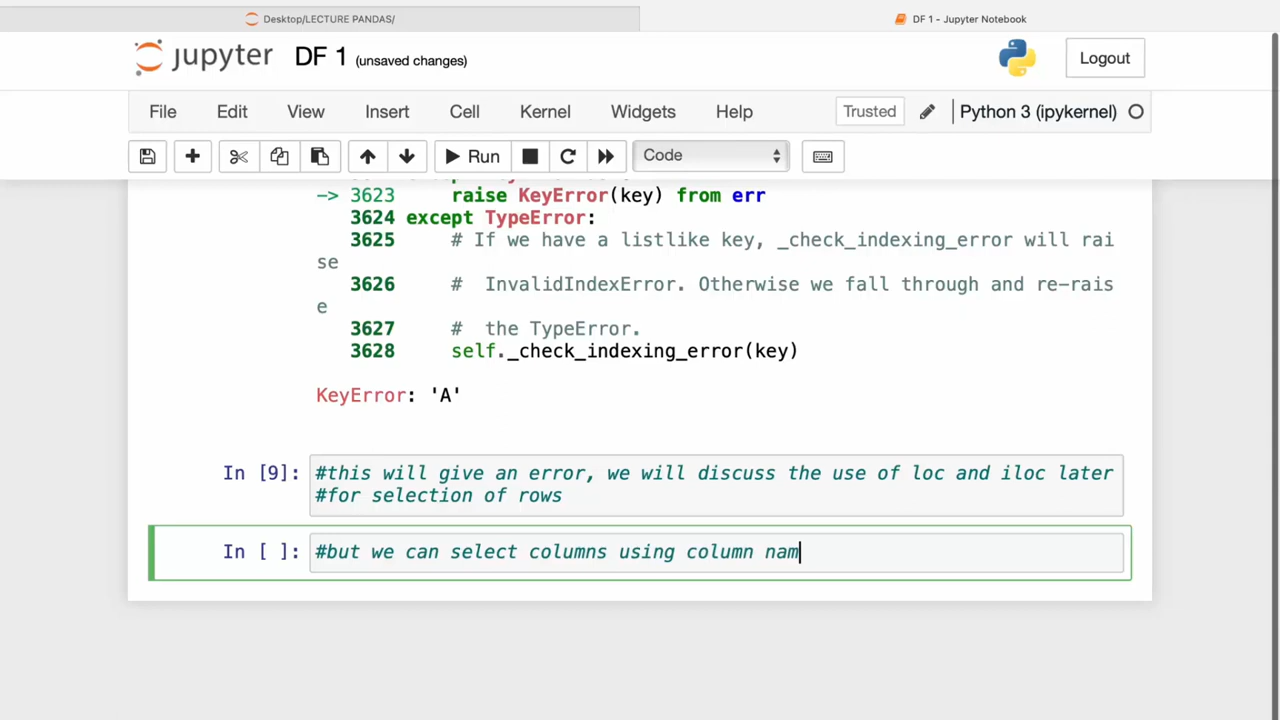 Desktop/LECTURE PANDAS/
DF 1 - Jupyter Notebook
jupyter DF 1 (unsaved changes)
Logout
File Edit View Insert Cell Kernel Widgets Help Trusted Python 3 (ipykernel)
Run Code
-> 3623     raise KeyError(key) from err
3624 except TypeError:
3625     # If we have a listlike key, _check_indexing_error will rai
se
3626     #  InvalidIndexError. Otherwise we fall through and re-rais
e
3627     #  the TypeError.
3628     self._check_indexing_error(key)
KeyError: 'A'
In [9]: #this will give an error, we will discuss the use of loc and iloc later
#for selection of rows
In [ ]: #but we can select columns using column nam